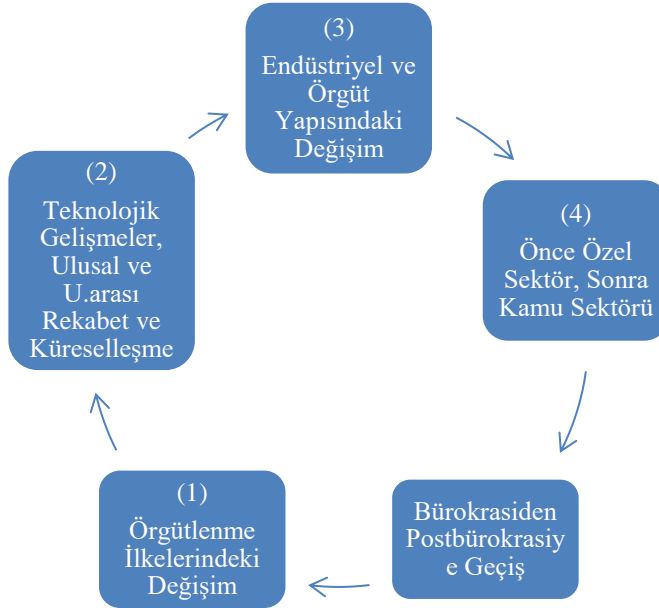 (3)
Endüstriyel ve
Örgüt
Yapısındaki
Değişim
(2)
Teknolojik
Gelişmeler,
Ulusal ve
U.arası
Rekabet ve
Küreselleşme
(4)
Önce Özel
Sektör, Sonra
Kamu Sektörü
(1)
Örgütlenme
İlkelerindeki
Değişim
Bürokrasiden
Postbürokrasiy
e Geçiş